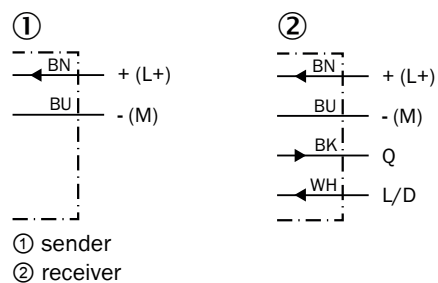 ① ②
BN + (L+)
BU - (M)
BN + (L+)
BU - (M)
BK Q
WH L/D
① sender
② receiver